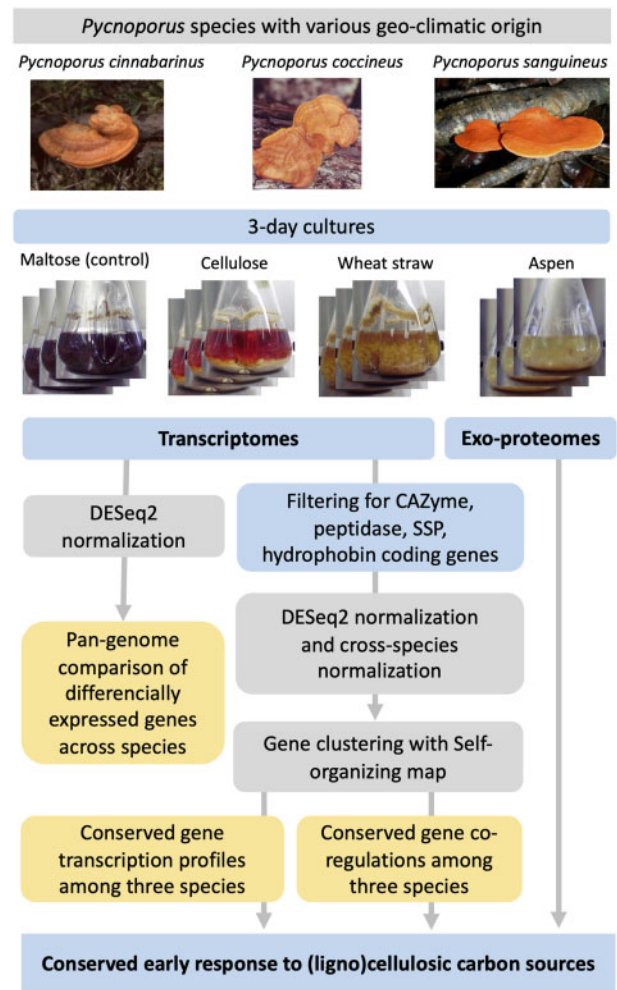 Pycnoporus species with various geo-climatic origin
Pycnoporus cinnabarinus
Pycnoporus coccineus
Pycnoporus sanguineus
3-day cultures
Maltose (control)
Cellulose
Wheat straw
Aspen
Transcriptomes
Exo-proteomes
DESeq2
normalization
Filtering for CAZyme,
peptidase, SSP,
hydrophobin coding genes
Pan-genome
comparison of
differencially
expressed genes
across species
DESeq2 normalization
and cross-species
normalization
Gene clustering with Self-
organizing map
Conserved gene
transcription profiles
among three species
Conserved gene co-
regulations among
three species
Conserved early response to (ligno)cellulosic carbon sources